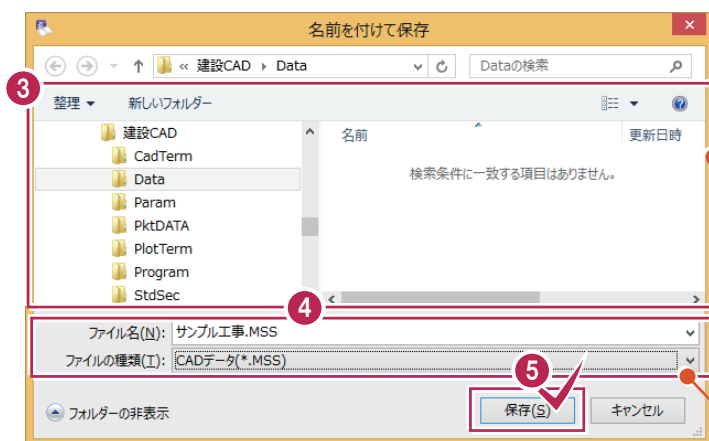 名前を付けて保存
« 建設CAD Data
Dataの検索
3
整理 新しいフォルダー
建設CAD
CadTerm
Data
Param
PktDATA
PlotTerm
Program
StdSec
名前 更新日時
検索条件に一致する項目はありません。
4
ファイル名(N): サンプル工事.MSS
ファイルの種類(T): CADデータ(*.MSS)
5
フォルダーの非表示
保存(S)
キャンセル